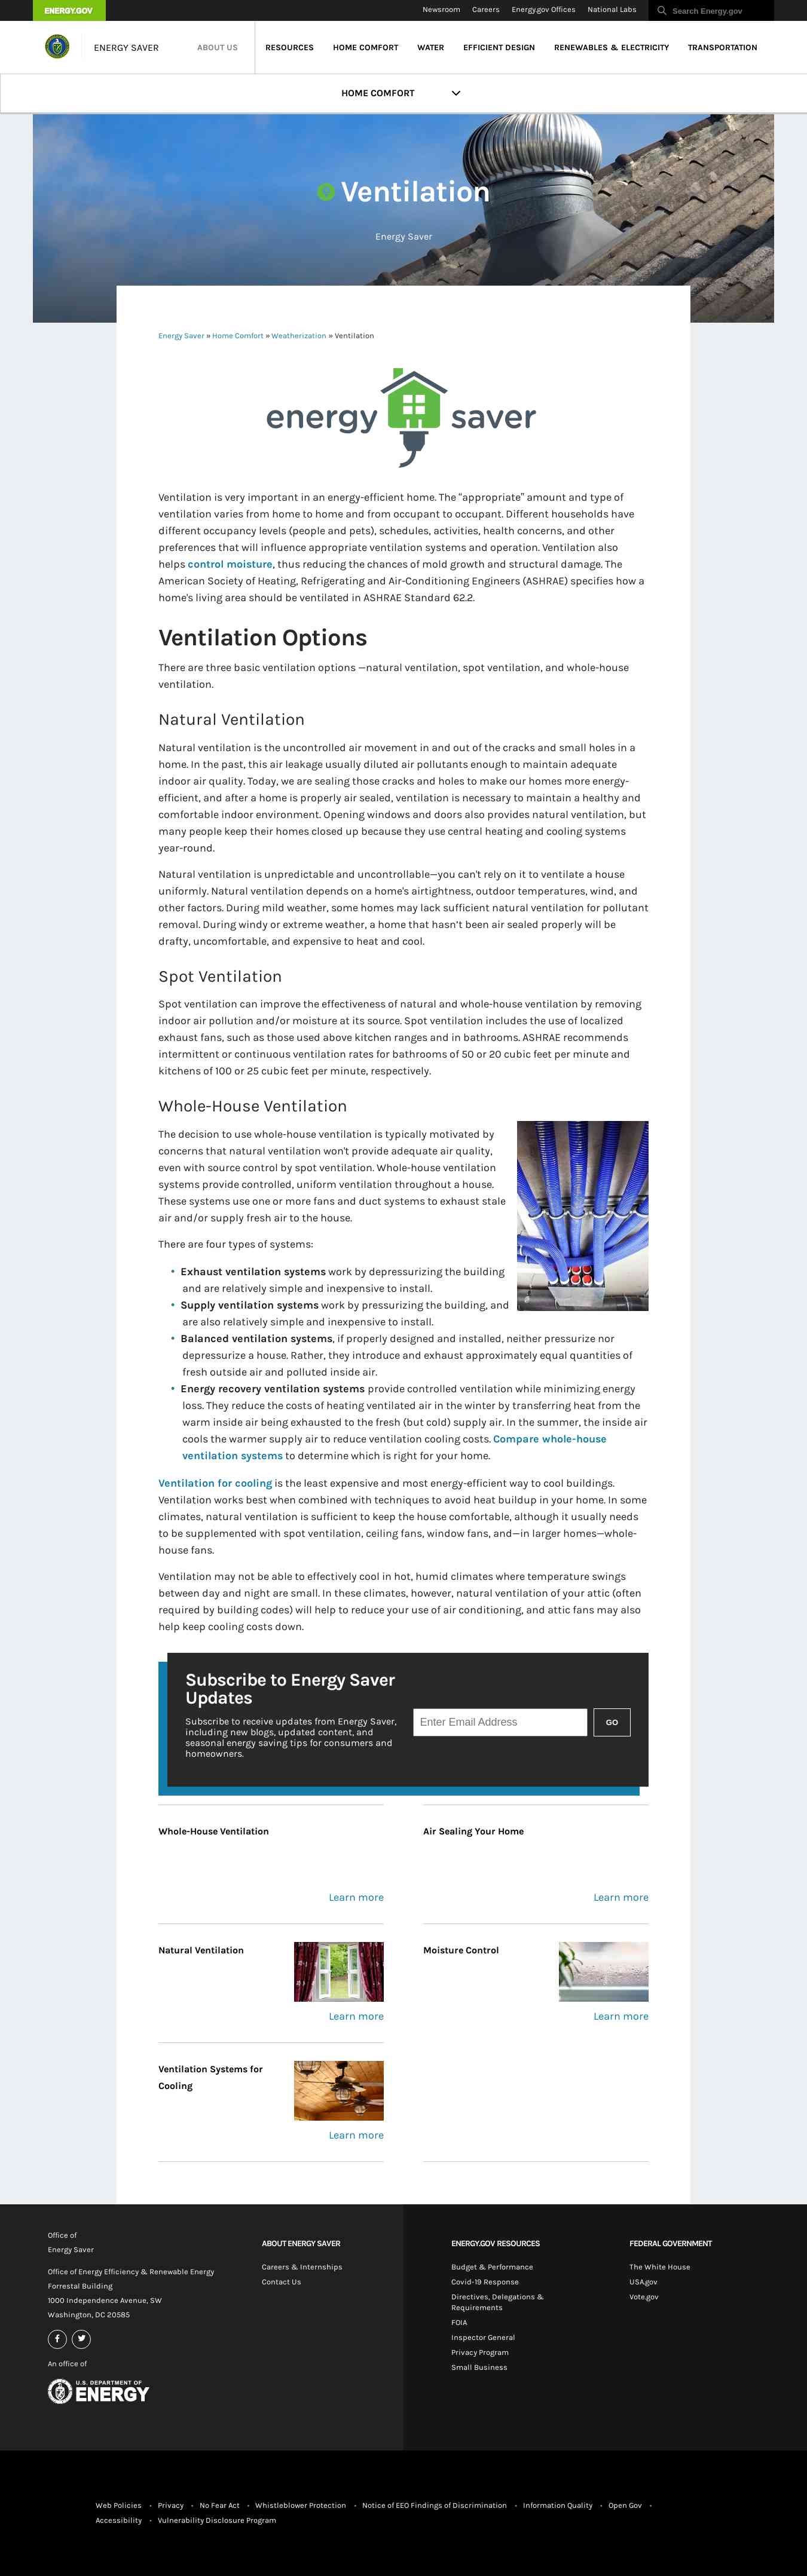 ENERGY.GOV
Newsroom Careers Energy.gov Offices National Labs Search Energy.gov
ENERGY SAVER ABOUT US RESOURCES HOME COMFORT WATER EFFICIENT DESIGN RENEWABLES & ELECTRICITY TRANSPORTATION
HOME COMFORT
Ventilation
Energy Saver
Energy Saver » Home Comfort » Weatherization » Ventilation
energy saver
Ventilation is very important in an energy-efficient home. The "appropriate" amount and type of
ventilation varies from home to home and from occupant to occupant. Different households have
different occupancy levels (people and pets), schedules, activities, health concerns, and other
preferences that will influence appropriate ventilation systems and operation. Ventilation also
helps control moisture, thus reducing the chances of mold growth and structural damage. The
American Society of Heating, Refrigerating and Air-Conditioning Engineers (ASHRAE) specifies how a
home's living area should be ventilated in ASHRAE Standard 62.2.
Ventilation Options
There are three basic ventilation options —natural ventilation, spot ventilation, and whole-house
ventilation.
Natural Ventilation
Natural ventilation is the uncontrolled air movement in and out of the cracks and small holes in a
home. In the past, this air leakage usually diluted air pollutants enough to maintain adequate
indoor air quality. Today, we are sealing those cracks and holes to make our homes more energy-
efficient, and after a home is properly air sealed, ventilation is necessary to maintain a healthy and
comfortable indoor environment. Opening windows and doors also provides natural ventilation, but
many people keep their homes closed up because they use central heating and cooling systems
year-round.
Natural ventilation is unpredictable and uncontrollable—you can't rely on it to ventilate a house
uniformly. Natural ventilation depends on a home's airtightness, outdoor temperatures, wind, and
other factors. During mild weather, some homes may lack sufficient natural ventilation for pollutant
removal. During windy or extreme weather, a home that hasn't been air sealed properly will be
drafty, uncomfortable, and expensive to heat and cool.
Spot Ventilation
Spot ventilation can improve the effectiveness of natural and whole-house ventilation by removing
indoor air pollution and/or moisture at its source. Spot ventilation includes the use of localized
exhaust fans, such as those used above kitchen ranges and in bathrooms. ASHRAE recommends
intermittent or continuous ventilation rates for bathrooms of 50 or 20 cubic feet per minute and
kitchens of 100 or 25 cubic feet per minute, respectively.
Whole-House Ventilation
The decision to use whole-house ventilation is typically motivated by
concerns that natural ventilation won't provide adequate air quality,
even with source control by spot ventilation. Whole-house ventilation
systems provide controlled, uniform ventilation throughout a house.
These systems use one or more fans and duct systems to exhaust stale
air and/or supply fresh air to the house.
There are four types of systems:
• Exhaust ventilation systems work by depressurizing the building
and are relatively simple and inexpensive to install.
• Supply ventilation systems work by pressurizing the building, and
are also relatively simple and inexpensive to install.
• Balanced ventilation systems, if properly designed and installed, neither pressurize nor
depressurize a house. Rather, they introduce and exhaust approximately equal quantities of
fresh outside air and polluted inside air.
• Energy recovery ventilation systems provide controlled ventilation while minimizing energy
loss. They reduce the costs of heating ventilated air in the winter by transferring heat from the
warm inside air being exhausted to the fresh (but cold) supply air. In the summer, the inside air
cools the warmer supply air to reduce ventilation cooling costs. Compare whole-house
ventilation systems to determine which is right for your home.
Ventilation for cooling is the least expensive and most energy-efficient way to cool buildings.
Ventilation works best when combined with techniques to avoid heat buildup in your home. In some
climates, natural ventilation is sufficient to keep the house comfortable, although it usually needs
to be supplemented with spot ventilation, ceiling fans, window fans, and—in larger homes—whole-
house fans.
Ventilation may not be able to effectively cool in hot, humid climates where temperature swings
between day and night are small. In these climates, however, natural ventilation of your attic (often
required by building codes) will help to reduce your use of air conditioning, and attic fans may also
help keep cooling costs down.
Subscribe to Energy Saver
Updates
Subscribe to receive updates from Energy Saver,
including new blogs, updated content, and
seasonal energy saving tips for consumers and
homeowners.
Enter Email Address GO
Whole-House Ventilation
Learn more
Air Sealing Your Home
Learn more
Natural Ventilation
Learn more
Moisture Control
Learn more
Ventilation Systems for
Cooling
Learn more
Office of
Energy Saver
Office of Energy Efficiency & Renewable Energy
Forrestal Building
1000 Independence Avenue, SW
Washington, DC 20585
An office of
U.S. DEPARTMENT OF
ENERGY
ABOUT ENERGY SAVER
Careers & Internships
Contact Us
ENERGY.GOV RESOURCES
Budget & Performance
Covid-19 Response
Directives, Delegations &
Requirements
FOIA
Inspector General
Privacy Program
Small Business
FEDERAL GOVERNMENT
The White House
USA.gov
Vote.gov
Web Policies • Privacy • No Fear Act • Whistleblower Protection • Notice of EEO Findings of Discrimination • Information Quality • Open Gov •
Accessibility • Vulnerability Disclosure Program